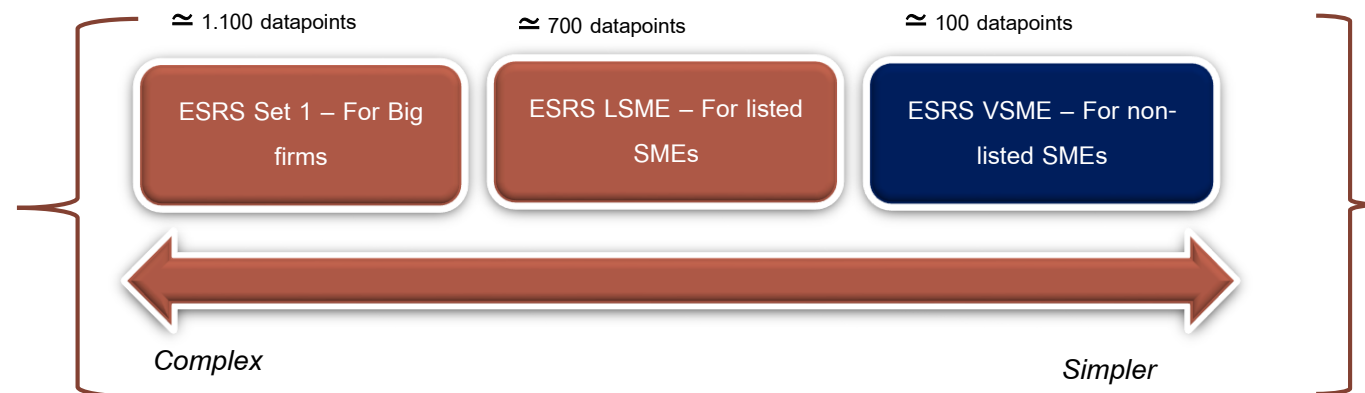 ≃ 1.100 datapoints
≃ 700 datapoints
≃ 100 datapoints
ESRS Set 1 – For Big
firms
ESRS LSME – For listed
SMEs
ESRS VSME – For non-
listed SMEs
Complex
Simpler